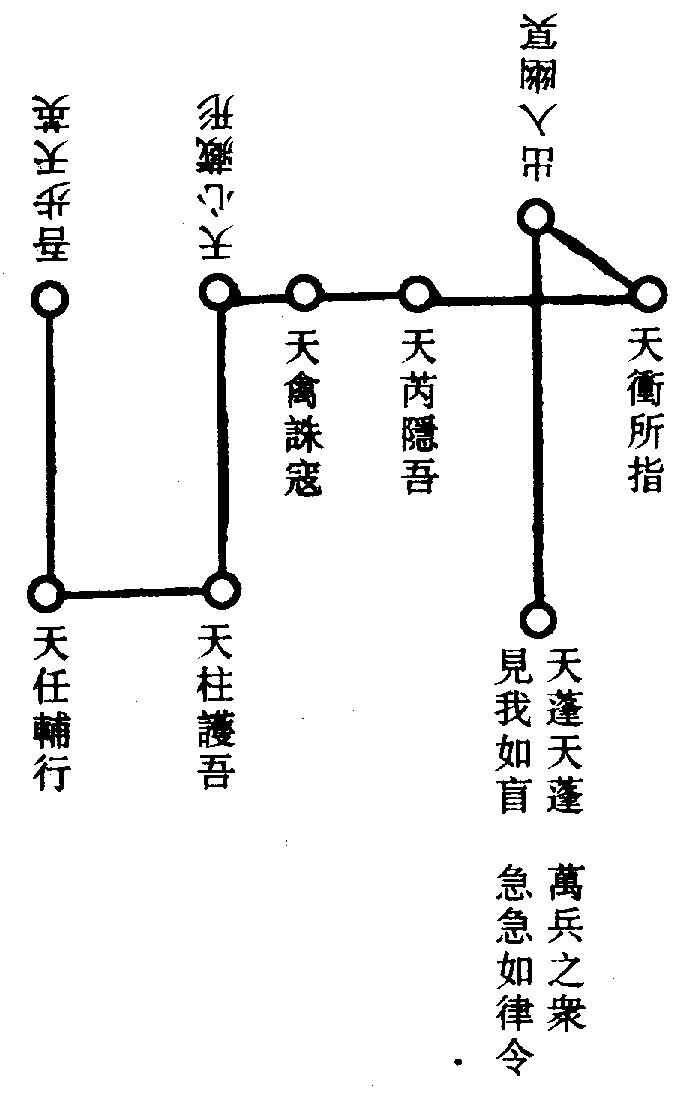 吾步天英
天任輔行
天柱護吾
天心藏形
天禽誅寇
天芮隱吾
天衝所指
出入幽冥
天蓬天蓬　萬兵之衆
見我如盲　急急如律令